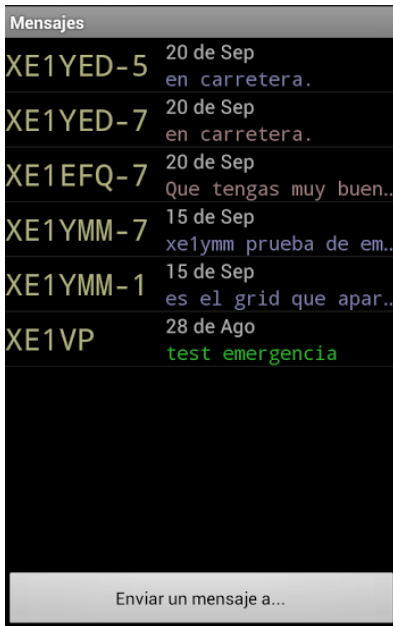 Mensajes
XE1YED-5
20 de Sep
en carretera.
XE1YED-7
20 de Sep
en carretera.
XE1EFQ-7
20 de Sep
Que tengas muy buen..
XE1YMM-7
15 de Sep
xe1ymm prueba de em..
XE1YMM-1
15 de Sep
es el grid que apar..
XE1VP
28 de Ago
test emergencia
Enviar un mensaje a...